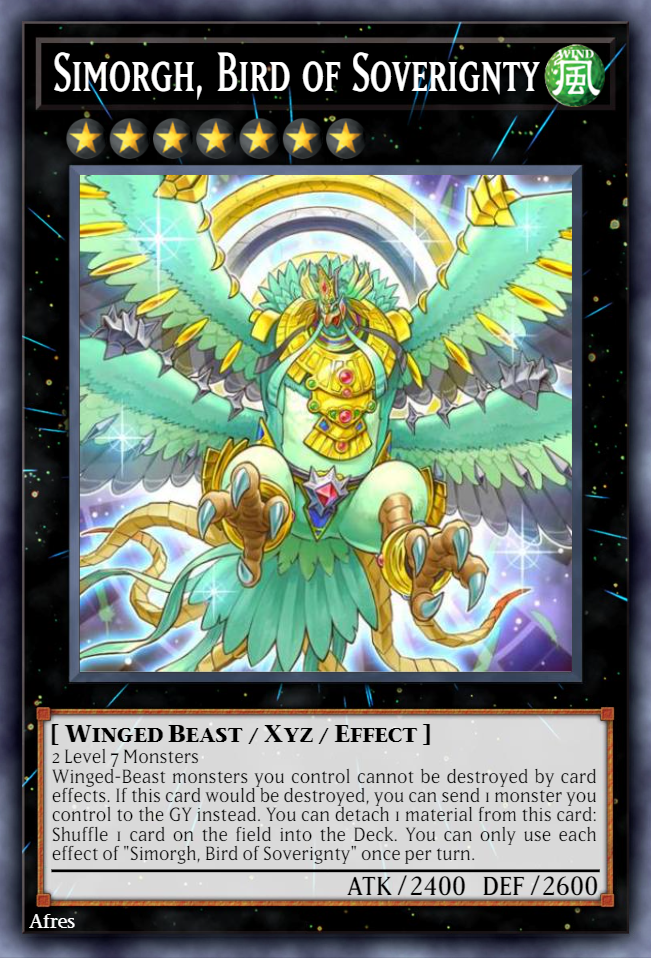 Simorgh, Bird of Soverignty
WIND
風
[ Winged Beast / Xyz / Effect ]
2 Level 7 Monsters
Winged-Beast monsters you control cannot be destroyed by card
effects. If this card would be destroyed, you can send 1 monster you
control to the GY instead. You can detach 1 material from this card:
Shuffle 1 card on the field into the Deck. You can only use each
effect of "Simorgh, Bird of Soverignty" once per turn.
ATK / 2400 DEF / 2600
Afres